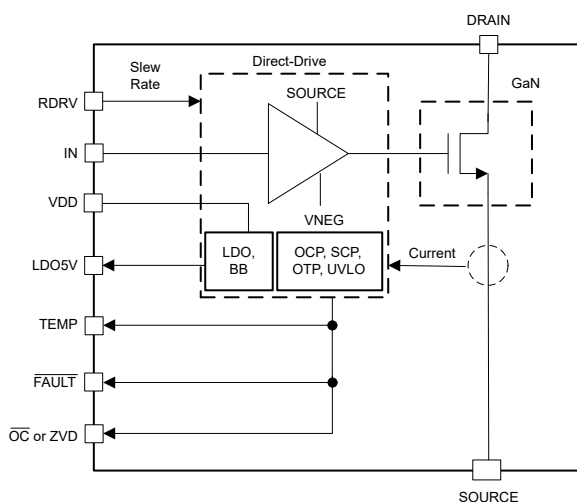 DRAIN
Direct-Drive
Slew
Rate
GaN
RDRV
SOURCE
IN
VDD
VNEG
LDO,
BB
OCP, SCP,
OTP, UVLO
Current
LDO5V
TEMP
FAULT
OC or ZVD
SOURCE